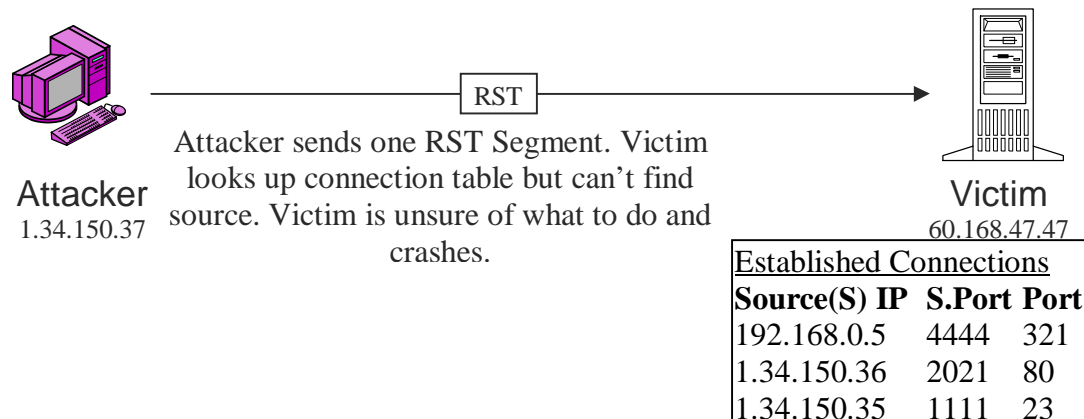 RST
Attacker sends one RST Segment. Victim
looks up connection table but can’t find
source. Victim is unsure of what to do and
crashes.
Attacker
1.34.150.37
Victim
60.168.47.47
Established Connections
Source(S) IP S.Port Port
192.168.0.5 4444 321
1.34.150.36 2021 80
1.34.150.35 1111 23